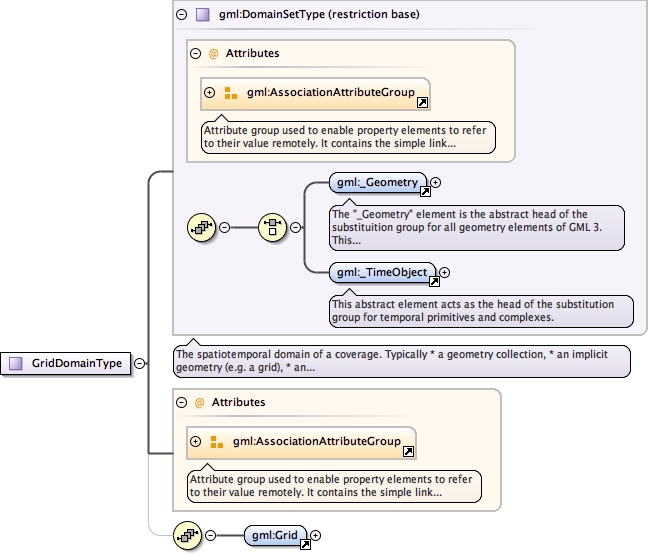 gml:DomainSetType (restriction base)
@ Attributes
gml:AssociationAttributeGroup
Attribute group used to enable property elements to refer
to their value remotely. It contains the simple link...
gml:_Geometry
The "_Geometry" element is the abstract head of the
substituition group for all geometry elements of GML 3.
This...
gml:_TimeObject
This abstract element acts as the head of the substitution
group for temporal primitives and complexes.
The spatiotemporal domain of a coverage. Typically * a geometry collection, * an implicit
geometry (e.g. a grid), * an...
GridDomainType
@ Attributes
gml:AssociationAttributeGroup
Attribute group used to enable property elements to refer
to their value remotely. It contains the simple link...
gml:Grid